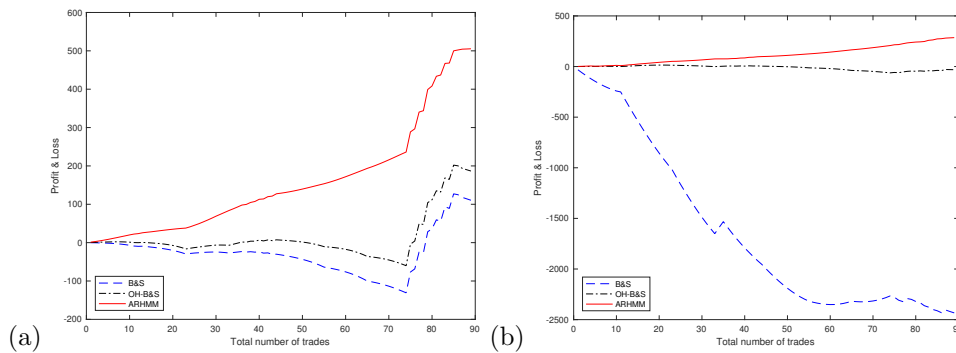 600
500
400
300
200
100
0
-100
-200
Profit & Loss
0 10 20 30 40 50 60 70 80 90
Total number of trades
B&S
OH-B&S
ARHMM
(a)
500
0
-500
-1000
-1500
-2000
-2500
Profit & Loss
0 10 20 30 40 50 60 70 80 90
Total number of trades
B&S
OH-B&S
ARHMM
(b)